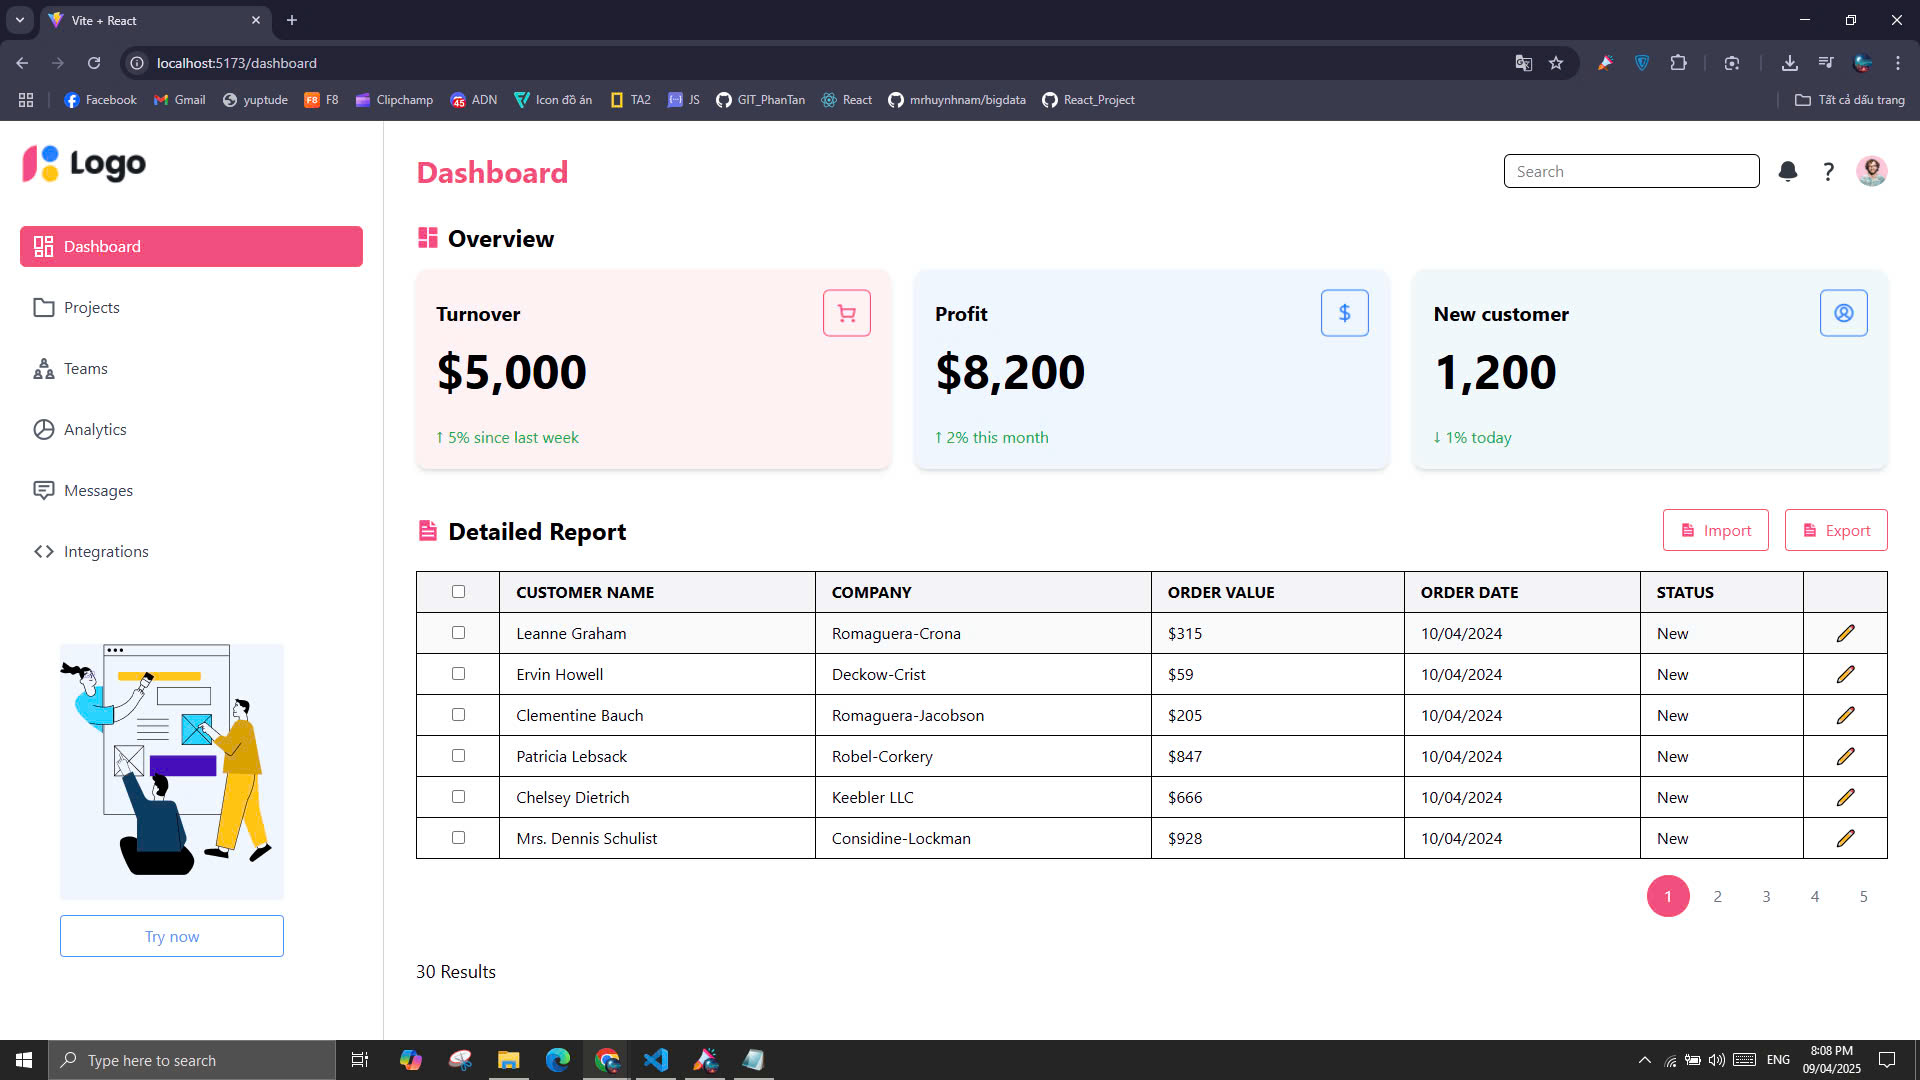 Vite + React
localhost:5173/dashboard
Facebook Gmail yuptude F8 F8 Clipchamp 45 ADN Icon đồ án TA2 JS GIT_PhanTan React mrhuynhnam/bigdata React_Project Tất cả dấu trang
Logo
Dashboard
Projects
Teams
Analytics
Messages
Integrations
Try now
Dashboard
Search
?
Overview
Turnover
$5,000
↑ 5% since last week
Profit
$
$8,200
↑ 2% this month
New customer
1,200
↓ 1% today
Detailed Report
Import Export
CUSTOMER NAME COMPANY ORDER VALUE ORDER DATE STATUS
Leanne Graham Romaguera-Crona $315 10/04/2024 New
Ervin Howell Deckow-Crist $59 10/04/2024 New
Clementine Bauch Romaguera-Jacobson $205 10/04/2024 New
Patricia Lebsack Robel-Corkery $847 10/04/2024 New
Chelsey Dietrich Keebler LLC $666 10/04/2024 New
Mrs. Dennis Schulist Considine-Lockman $928 10/04/2024 New
1 2 3 4 5
30 Results
Type here to search
ENG
8:08 PM
09/04/2025